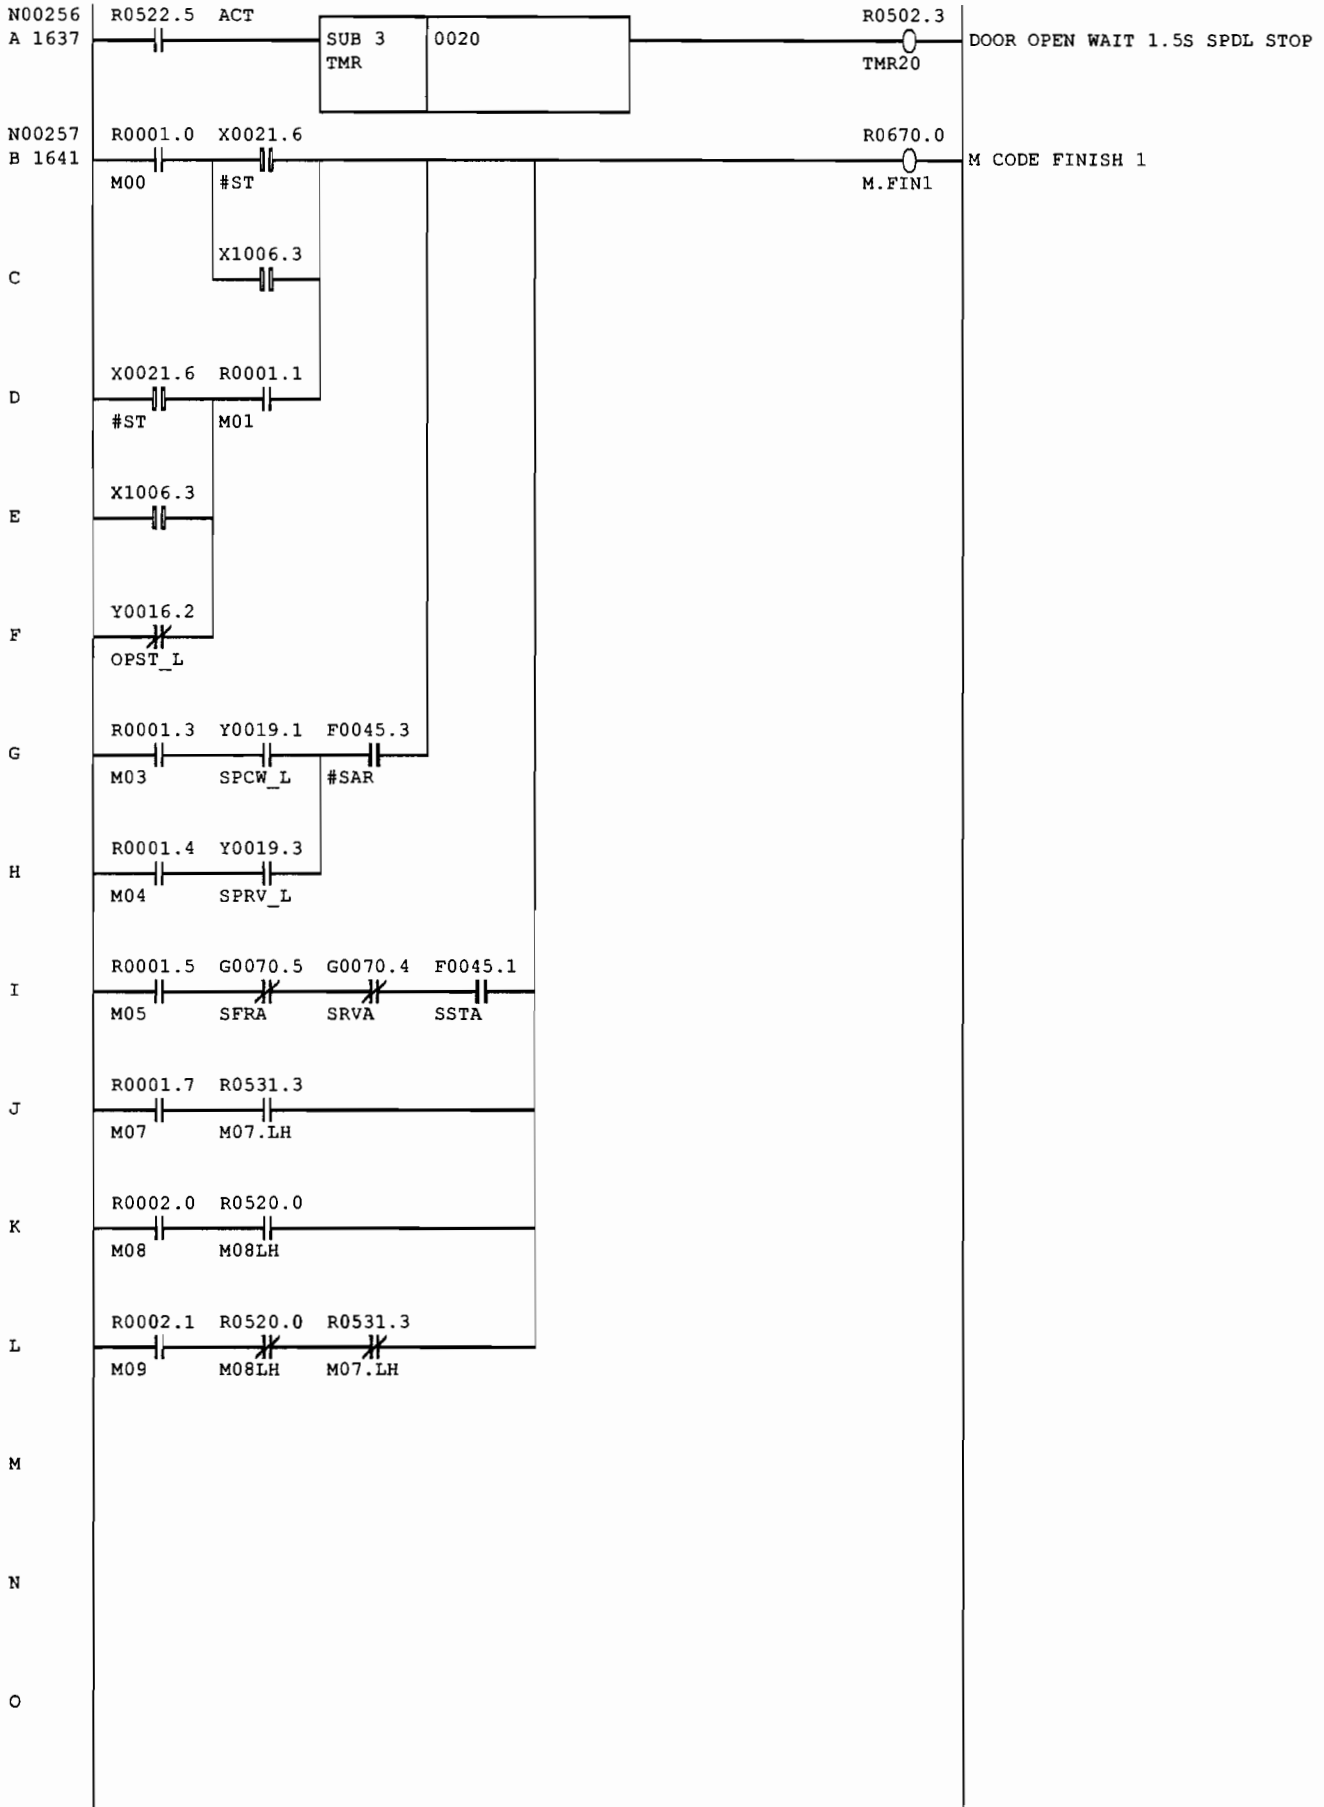 N00256 R0522.5 ACT R0502.3
A 1637 SUB 3 0020 DOOR OPEN WAIT 1.5S SPDL STOP
TMR TMR20
N00257 R0001.0 X0021.6 R0670.0
B 1641 M CODE FINISH 1
M00 #ST M.FIN1
X1006.3
C
X0021.6 R0001.1
D
#ST M01
X1006.3
E
Y0016.2
F
OPST_L
R0001.3 Y0019.1 F0045.3
G
M03 SPCW_L #SAR
R0001.4 Y0019.3
H
M04 SPRV_L
R0001.5 G0070.5 G0070.4 F0045.1
I
M05 SFRA SRVA SSTA
R0001.7 R0531.3
J
M07 M07.LH
R0002.0 R0520.0
K
M08 M08LH
R0002.1 R0520.0 R0531.3
L
M09 M08LH M07.LH
M
N
O